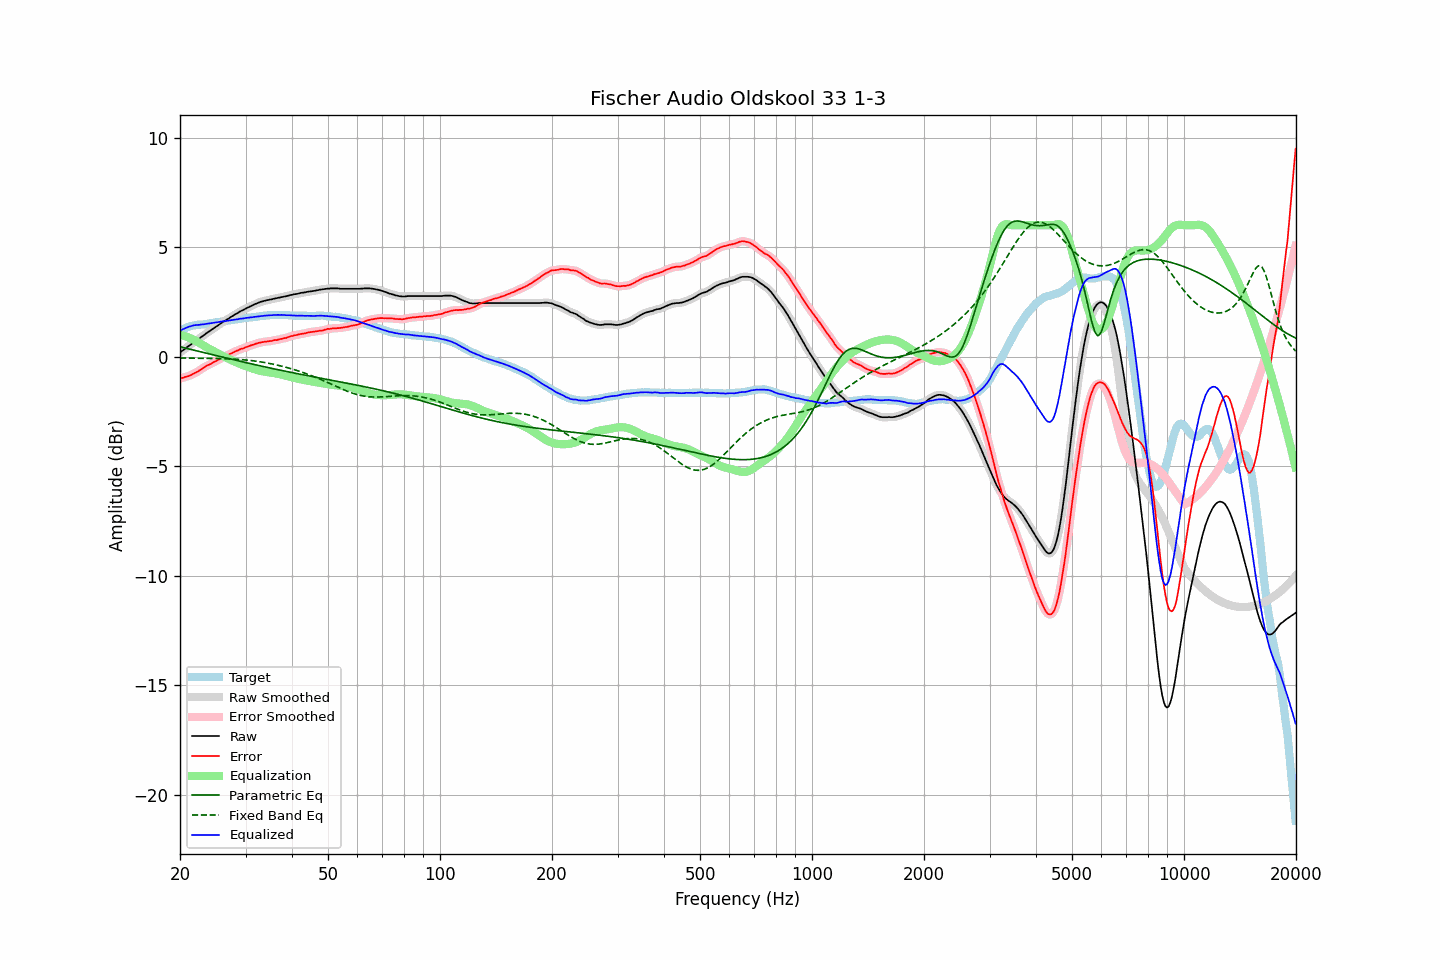 Fischer Audio Oldskool 33 1-3
10
5
0
−5
−10
−15
−20
Amplitude (dBr)
Target
Raw Smoothed
Error Smoothed
Raw
Error
Equalization
Parametric Eq
Fixed Band Eq
Equalized
20 50 100 200 500 1000 2000 5000 10000 20000
Frequency (Hz)